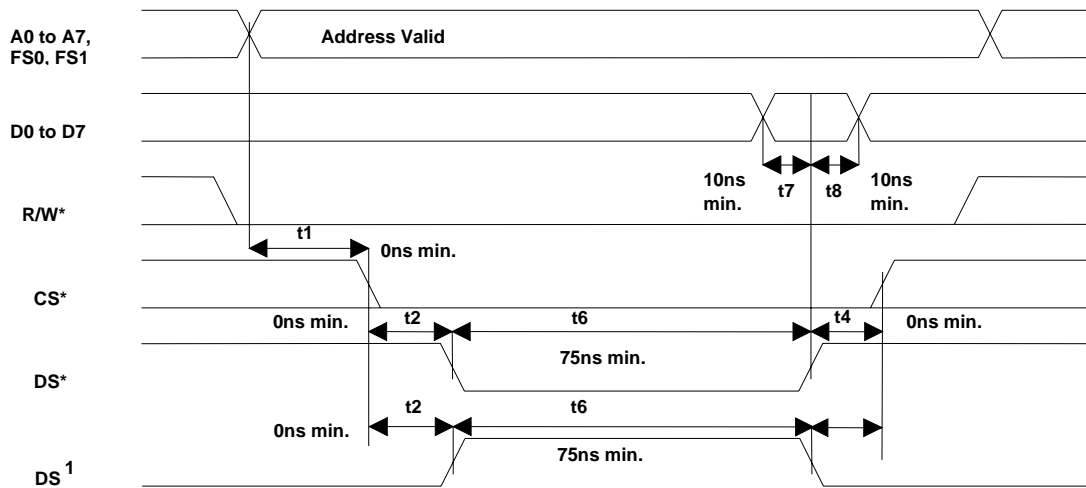 A0 to A7,
FS0, FS1
Address Valid
D0 to D7
10ns
min.
t7
t8
10ns
min.
R/W*
t1
0ns min.
CS*
0ns min.
t2
t6
t4
0ns min.
75ns min.
DS*
t2
t6
0ns min.
75ns min.
DS 1